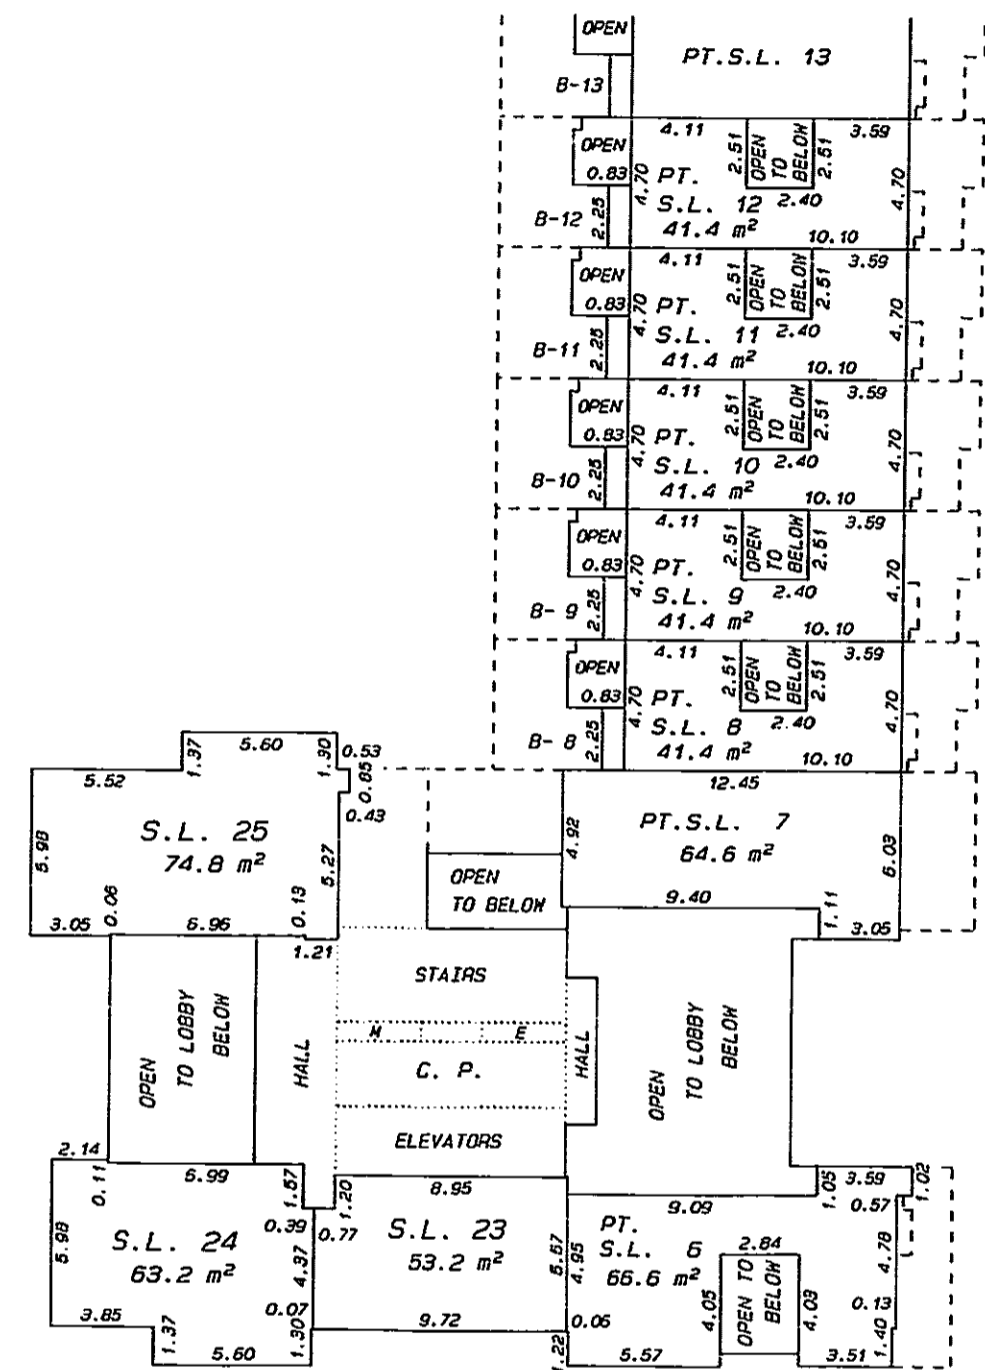 OPEN
PT.S.L. 13
B-13
4.11
3.59
OPEN
0.83
4.70
PT.
S.L. 12
41.4 m²
2.51
OPEN TO BELOW
2.51
2.40
4.70
B-12
2.25
10.10
4.11
3.59
OPEN
0.83
4.70
PT.
S.L. 11
41.4 m²
2.51
OPEN TO BELOW
2.51
2.40
4.70
B-11
2.25
10.10
4.11
3.59
OPEN
0.83
4.70
PT.
S.L. 10
41.4 m²
2.51
OPEN TO BELOW
2.51
2.40
4.70
B-10
2.25
10.10
4.11
3.59
OPEN
0.83
4.70
PT.
S.L. 9
41.4 m²
2.51
OPEN TO BELOW
2.51
2.40
4.70
B- 9
2.25
10.10
4.11
3.59
OPEN
0.83
4.70
PT.
S.L. 8
41.4 m²
2.51
OPEN TO BELOW
2.51
2.40
4.70
B- 8
2.25
10.10
5.60
1.37
1.30
0.53
0.65
0.43
5.52
S.L. 25
74.8 m²
5.98
5.27
0.06
0.13
3.05
6.96
1.21
12.45
PT.S.L. 7
64.6 m²
4.92
6.03
9.40
1.11
3.05
OPEN
TO BELOW
STAIRS
M
E
C. P.
ELEVATORS
HALL
HALL
OPEN
TO LOBBY
BELOW
OPEN
TO LOBBY
BELOW
2.14
0.11
6.99
1.57
1.20
0.39
0.77
S.L. 24
63.2 m²
5.98
4.37
0.07
3.85
1.37
1.30
5.60
8.95
S.L. 23
53.2 m²
5.67
9.72
1.22
9.09
1.05
3.59
1.02
0.57
PT.
S.L. 6
66.6 m²
4.95
0.06
2.84
4.05
OPEN TO
BELOW
4.03
4.78
0.13
1.40
5.57
3.51